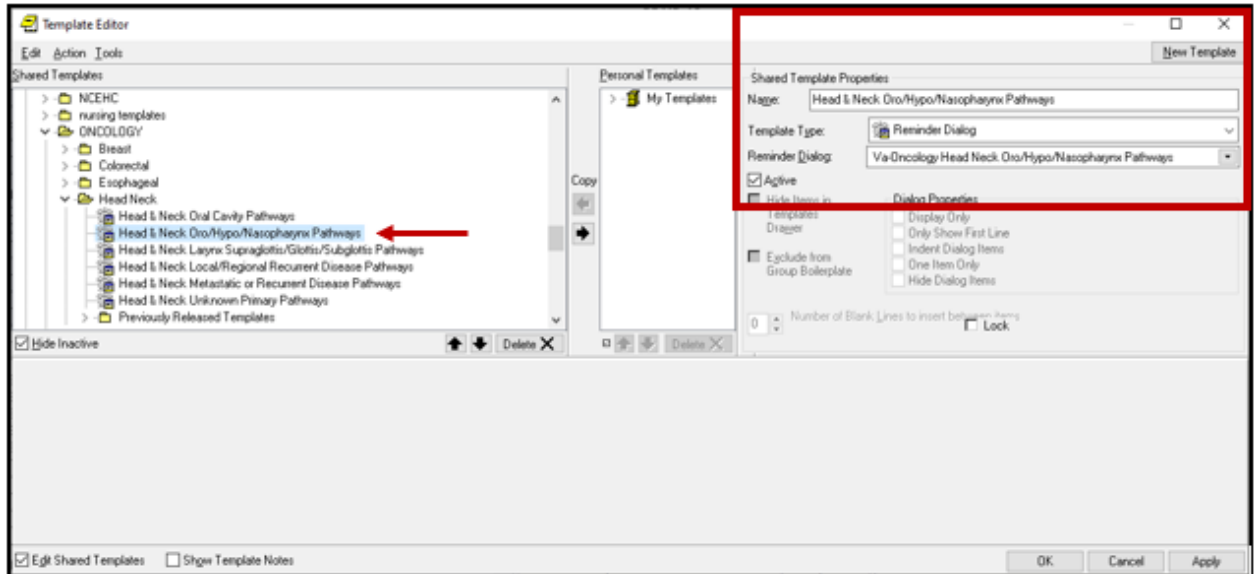 Template Editor
Edit Action Tools
New Template
Shared Templates
NCEHC
nursing templates
ONCOLOGY
Breast
Colorectal
Esophageal
Head Neck
Head & Neck Oral Cavity Pathways
Head & Neck Oro/Hypo/Nasopharynx Pathways
Head & Neck Larynx Supraglottis/Glottis/Subglottis Pathways
Head & Neck Local/Regional Recurrent Disease Pathways
Head & Neck Metastatic or Recurrent Disease Pathways
Head & Neck Unknown Primary Pathways
Previously Released Templates
Hide Inactive
Delete
Copy
Personal Templates
My Templates
Delete
Shared Template Properties
Name: Head & Neck Oro/Hypo/Nasopharynx Pathways
Template Type: Reminder Dialog
Reminder Dialog: Va-Oncology Head Neck Oro/Hypo/Nasopharynx Pathways
Active
Hide Items in
Templates
Drawer
Exclude from
Group Boilerplate
Dialog Properties
Display Only
Only Show First Line
Indent Dialog Items
One Item Only
Hide Dialog Items
0 Number of Blank Lines to insert between items
Lock
Edit Shared Templates Show Template Notes
OK Cancel Apply